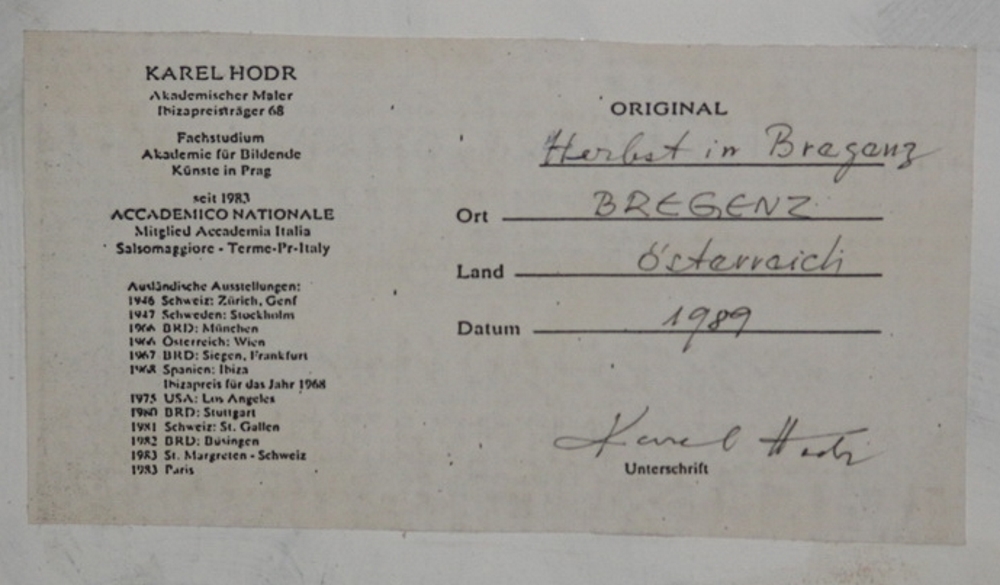 KAREL HODR
Akademischer Maler
Ibizapreisträger 68
Fachstudium
Akademie für Bildende
Künste in Prag
seit 1983
ACCADEMICO NATIONALE
Mitglied Accademia Italia
Salsomaggiore - Terme-Pr-Italy
Ausländische Ausstellungen:
1946 Schweiz: Zürich, Genf
1947 Schweden: Stockholm
1966 BRD: München
1966 Österreich: Wien
1967 BRD: Siegen, Frankfurt
1968 Spanien: Ibiza
Ibizapreis für das Jahr 1968
1975 USA: Los Angeles
1980 BRD: Stuttgart
1981 Schweiz: St. Gallen
1982 BRD: Büsingen
1983 St. Margreten - Schweiz
1983 Paris
ORIGINAL
Herbst in Bregenz
Ort BREGENZ
Land Österreich
Datum 1989
Karel Hodr
Unterschrift